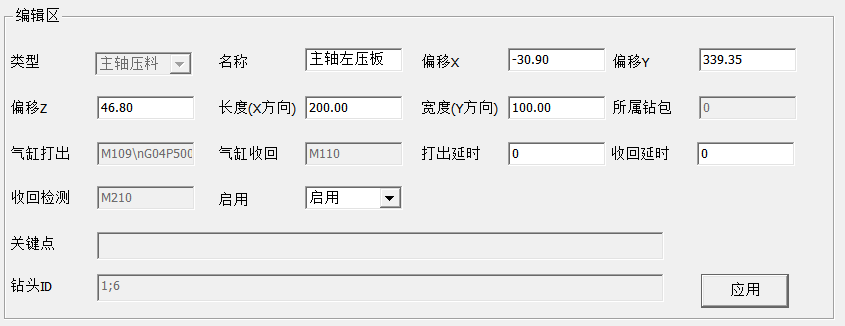 编辑区
类型 主轴压料 名称 主轴左压板 偏移X -30.90 偏移Y 339.35
偏移Z 46.80 长度(X方向) 200.00 宽度(Y方向) 100.00 所属钻包 0
气缸打出 M109\nG04P500 气缸收回 M110 打出延时 0 收回延时 0
收回检测 M210 启用 启用
关键点
钻头ID 1;6 应用